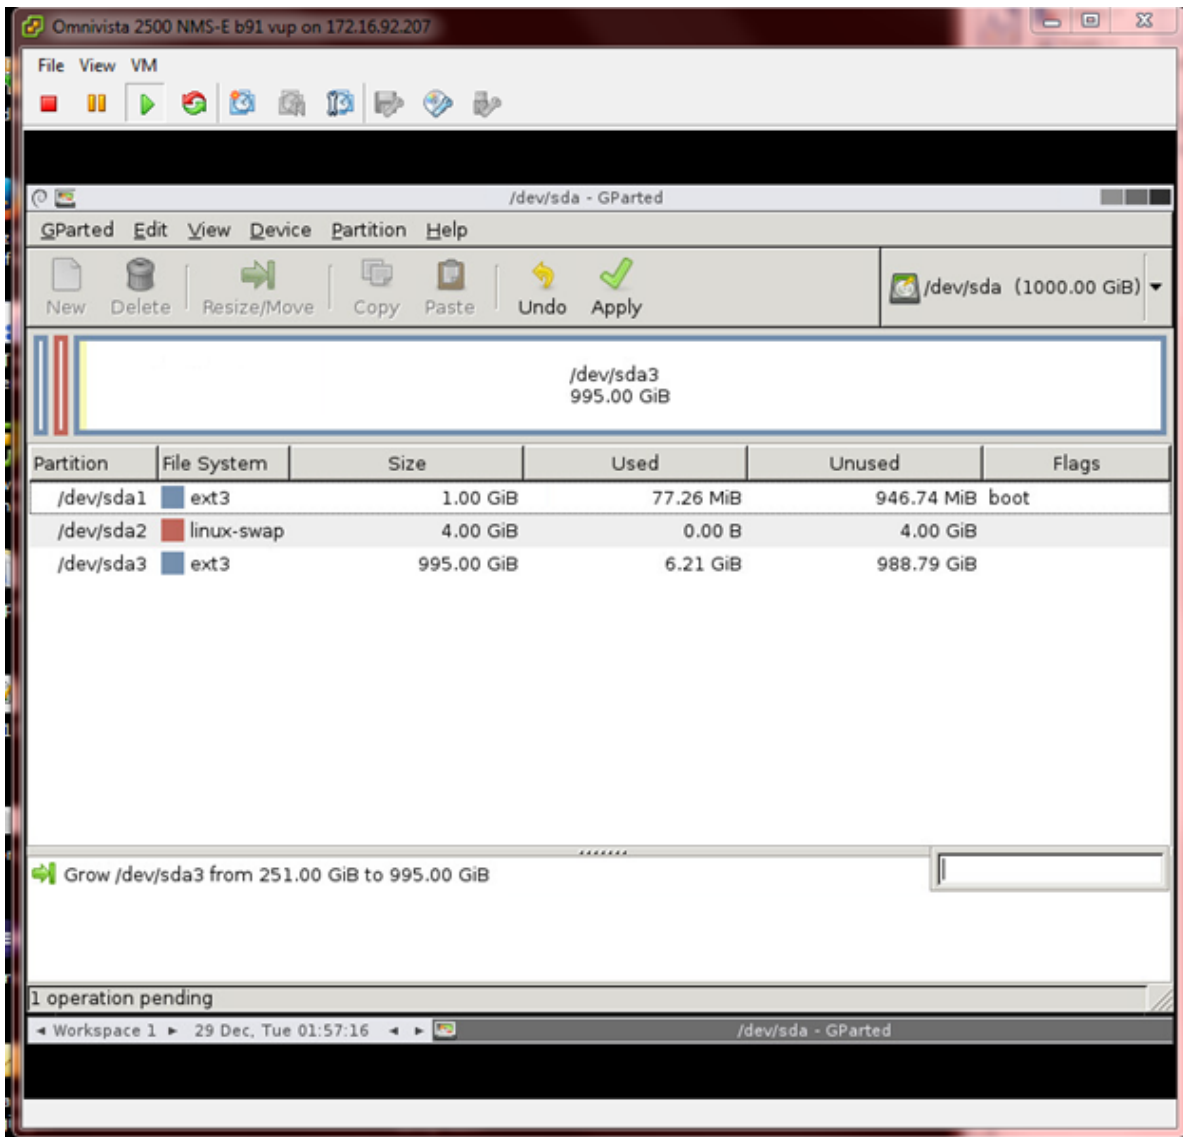 Omnivista 2500 NMS-E b91 vup on 172.16.92.207
File View VM
/dev/sda - GParted
GParted Edit View Device Partition Help
New Delete Resize/Move Copy Paste Undo Apply /dev/sda (1000.00 GiB)
/dev/sda3
995.00 GiB
Partition File System Size Used Unused Flags
/dev/sda1 ext3 1.00 GiB 77.26 MiB 946.74 MiB boot
/dev/sda2 linux-swap 4.00 GiB 0.00 B 4.00 GiB
/dev/sda3 ext3 995.00 GiB 6.21 GiB 988.79 GiB
Grow /dev/sda3 from 251.00 GiB to 995.00 GiB
1 operation pending
Workspace 1 29 Dec, Tue 01:57:16 /dev/sda - GParted